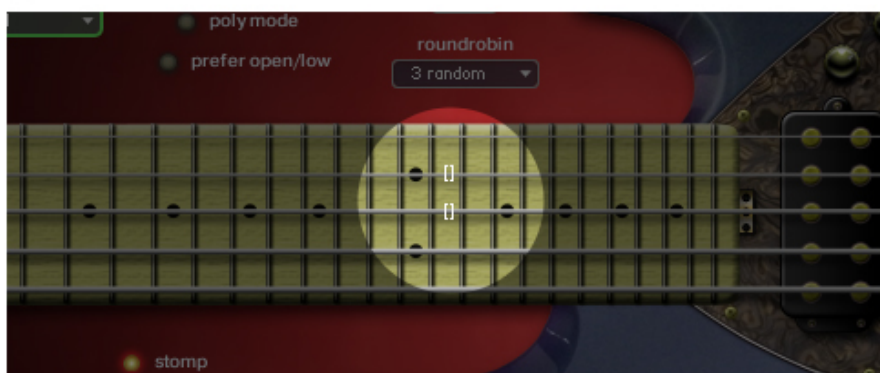 poly mode
prefer open/low
roundrobin
3 random
[]
[]
stomp